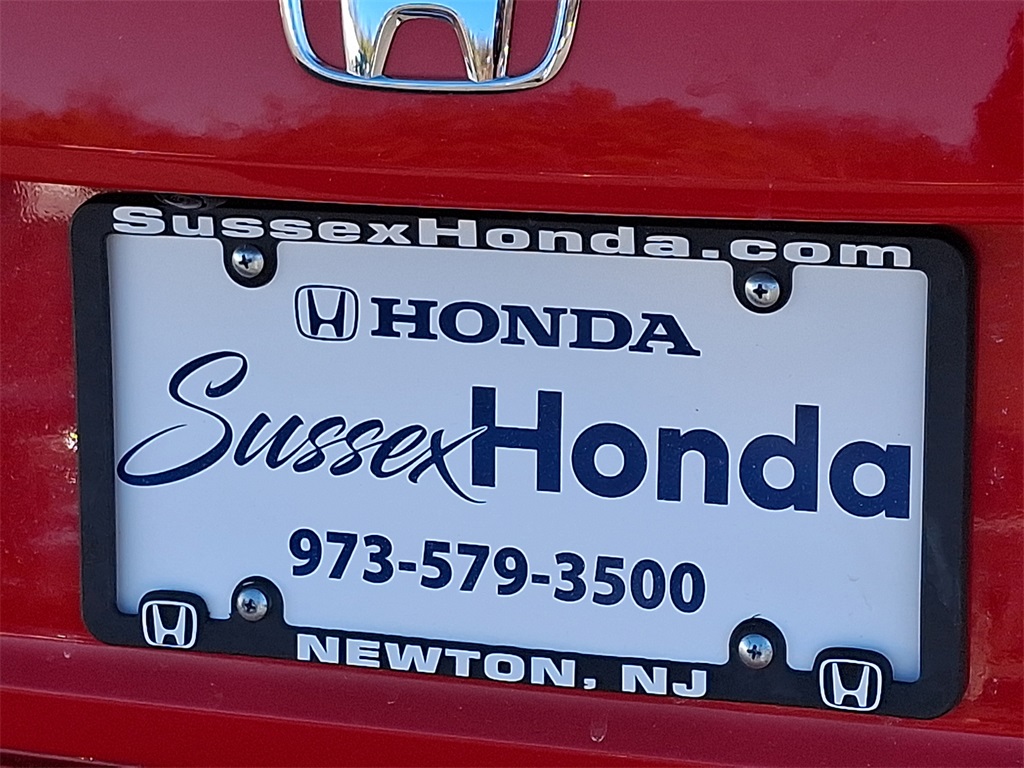 SussexHonda.com
HONDA
SussexHonda
973-579-3500
NEWTON, NJ